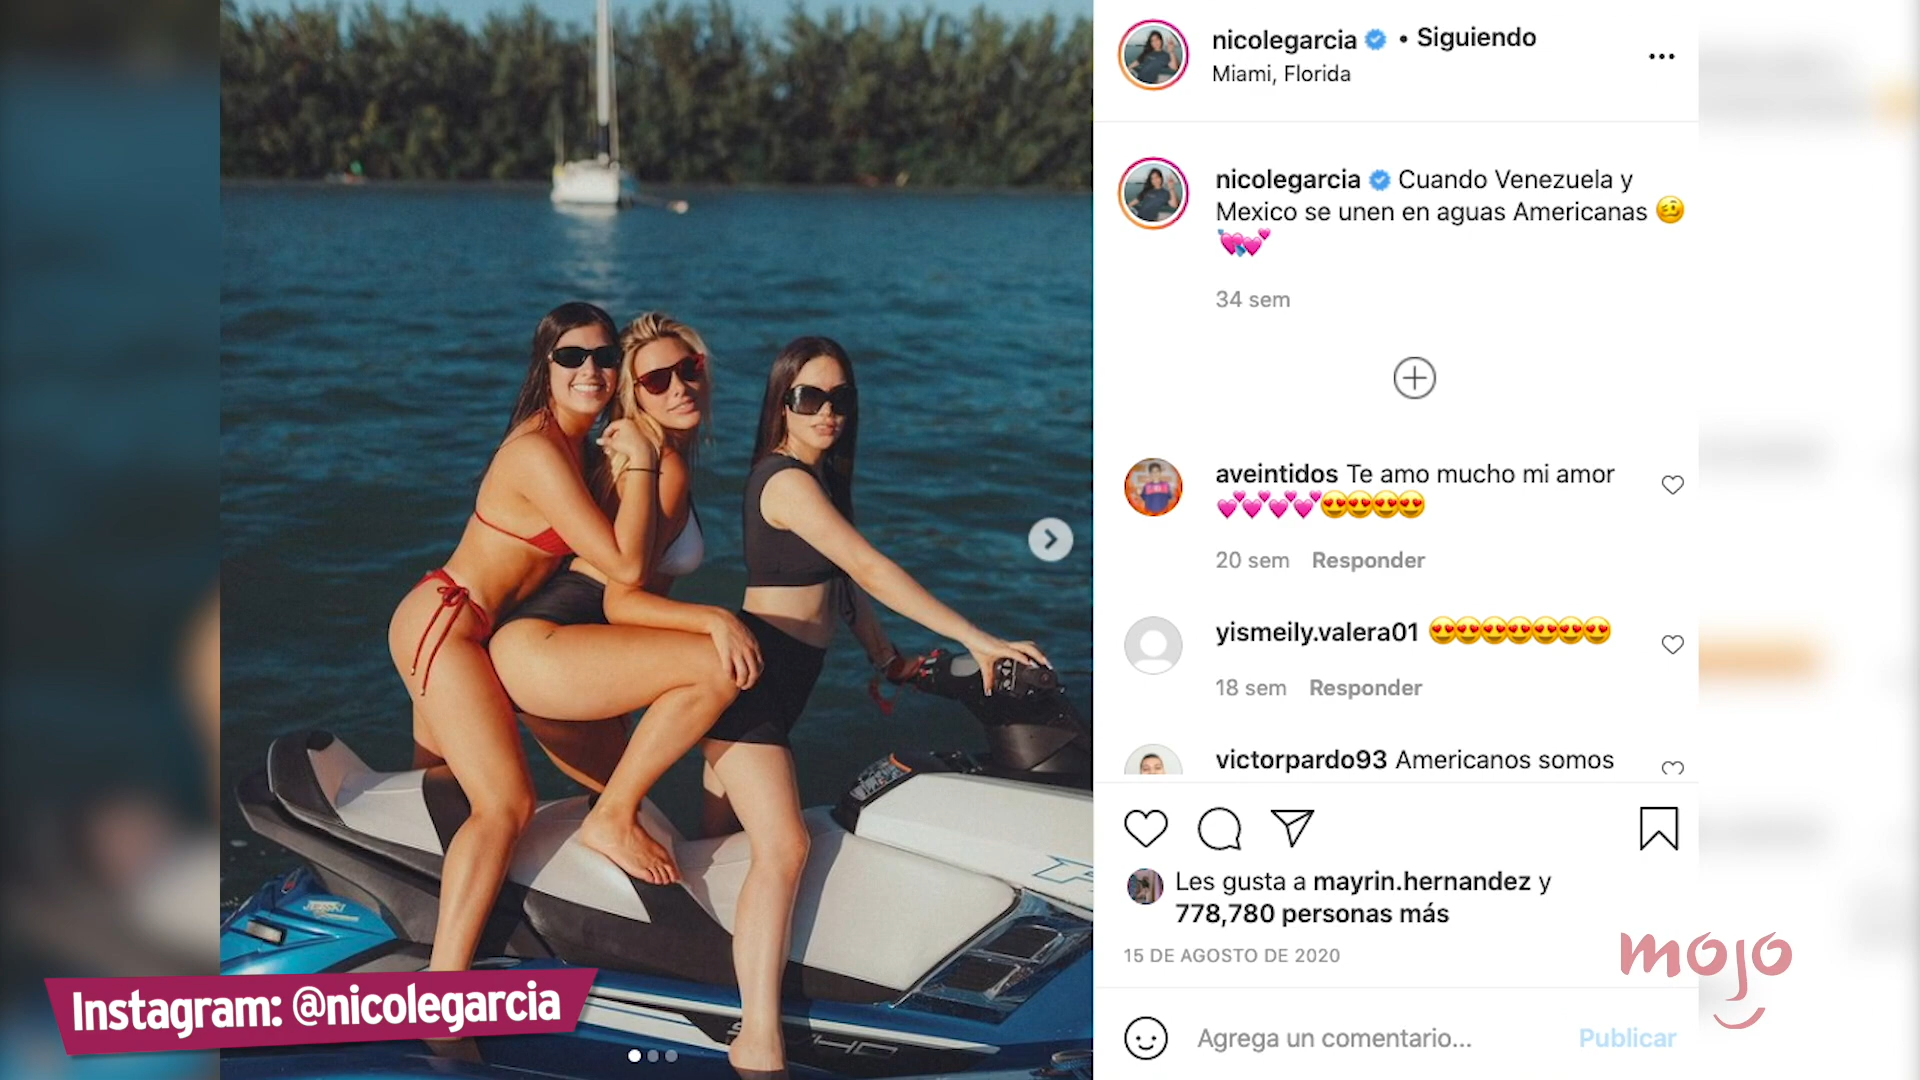 nicolegarcia • Siguiendo
Miami, Florida
nicolegarcia Cuando Venezuela y
Mexico se unen en aguas Americanas
34 sem
aveintidos Te amo mucho mi amor
20 sem Responder
yismeily.valera01
18 sem Responder
victorpardo93 Americanos somos
Les gusta a mayrin.hernandez y
778,780 personas más
15 DE AGOSTO DE 2020
Agrega un comentario... Publicar
mojo
Instagram: @nicolegarcia